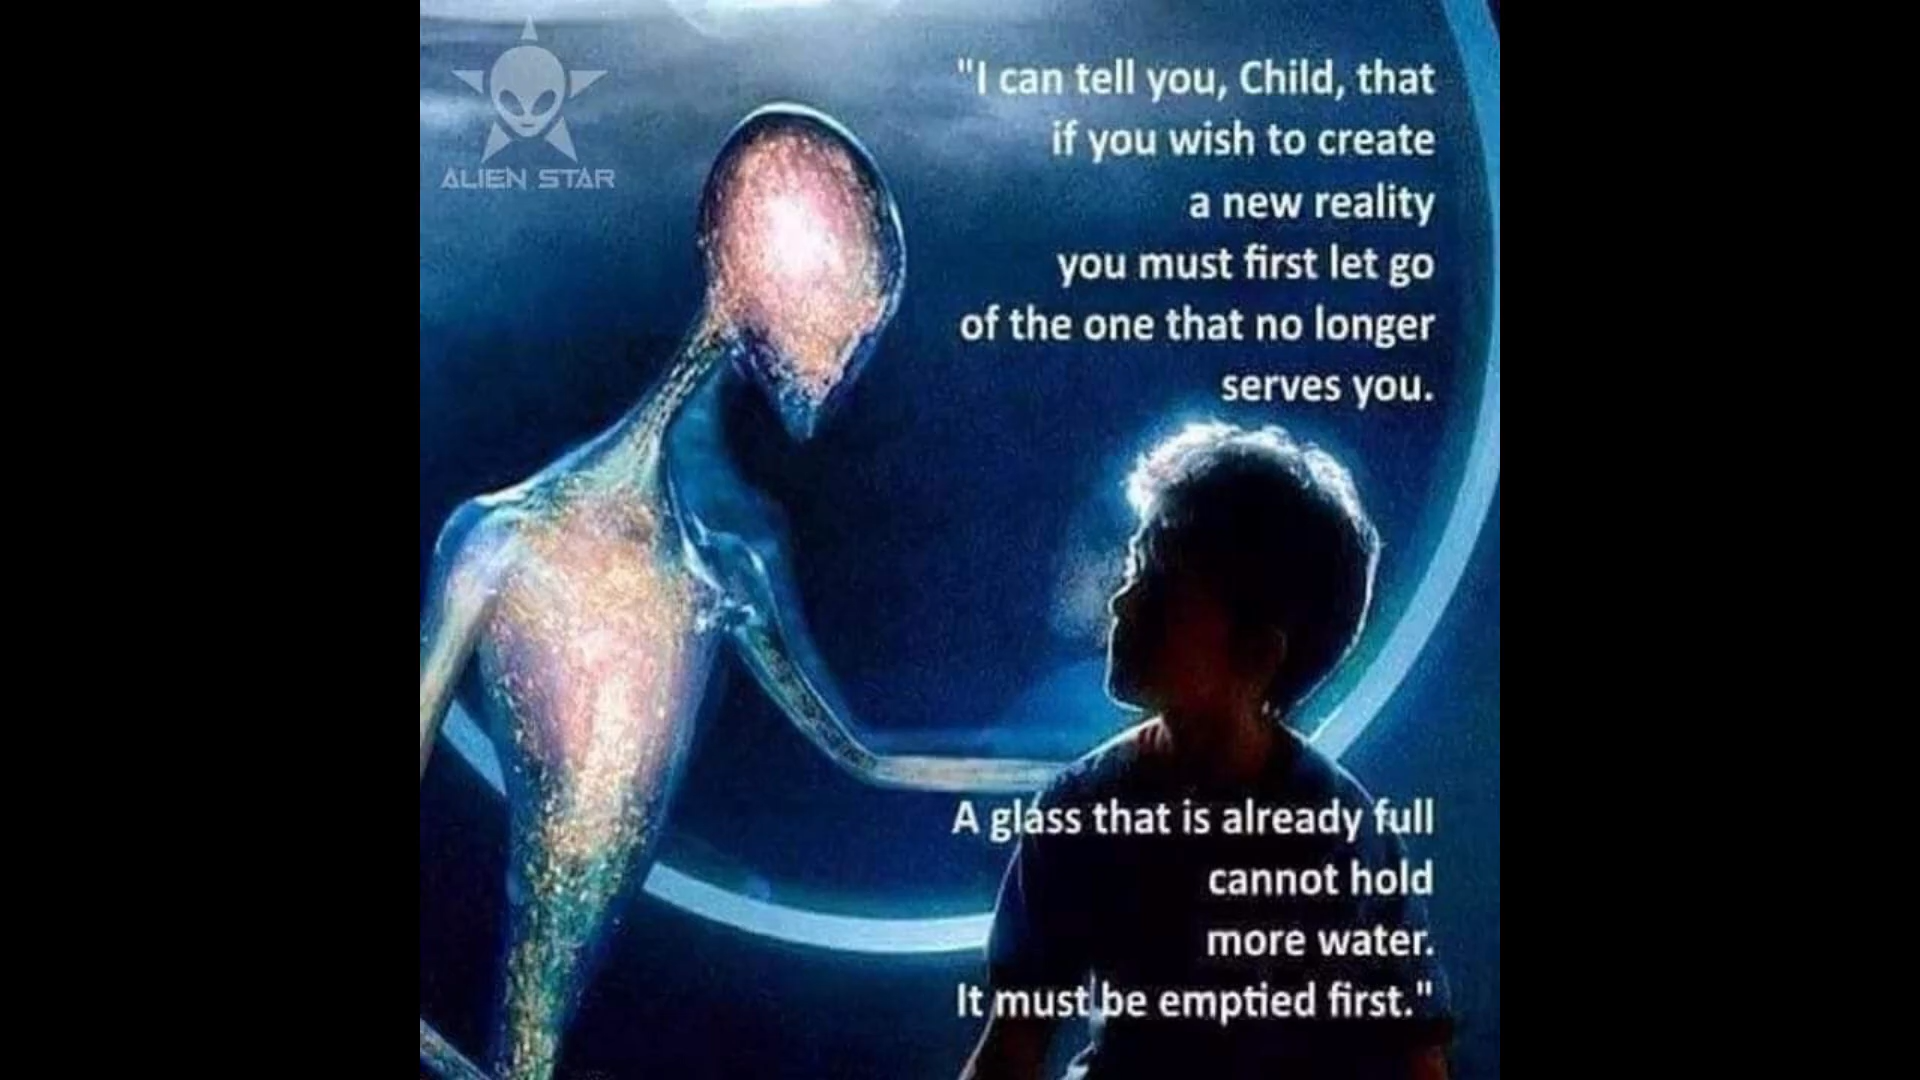 ALIEN STAR
"I can tell you, Child, that
if you wish to create
a new reality
you must first let go
of the one that no longer
serves you.
A glass that is already full
cannot hold
more water.
It must be emptied first."